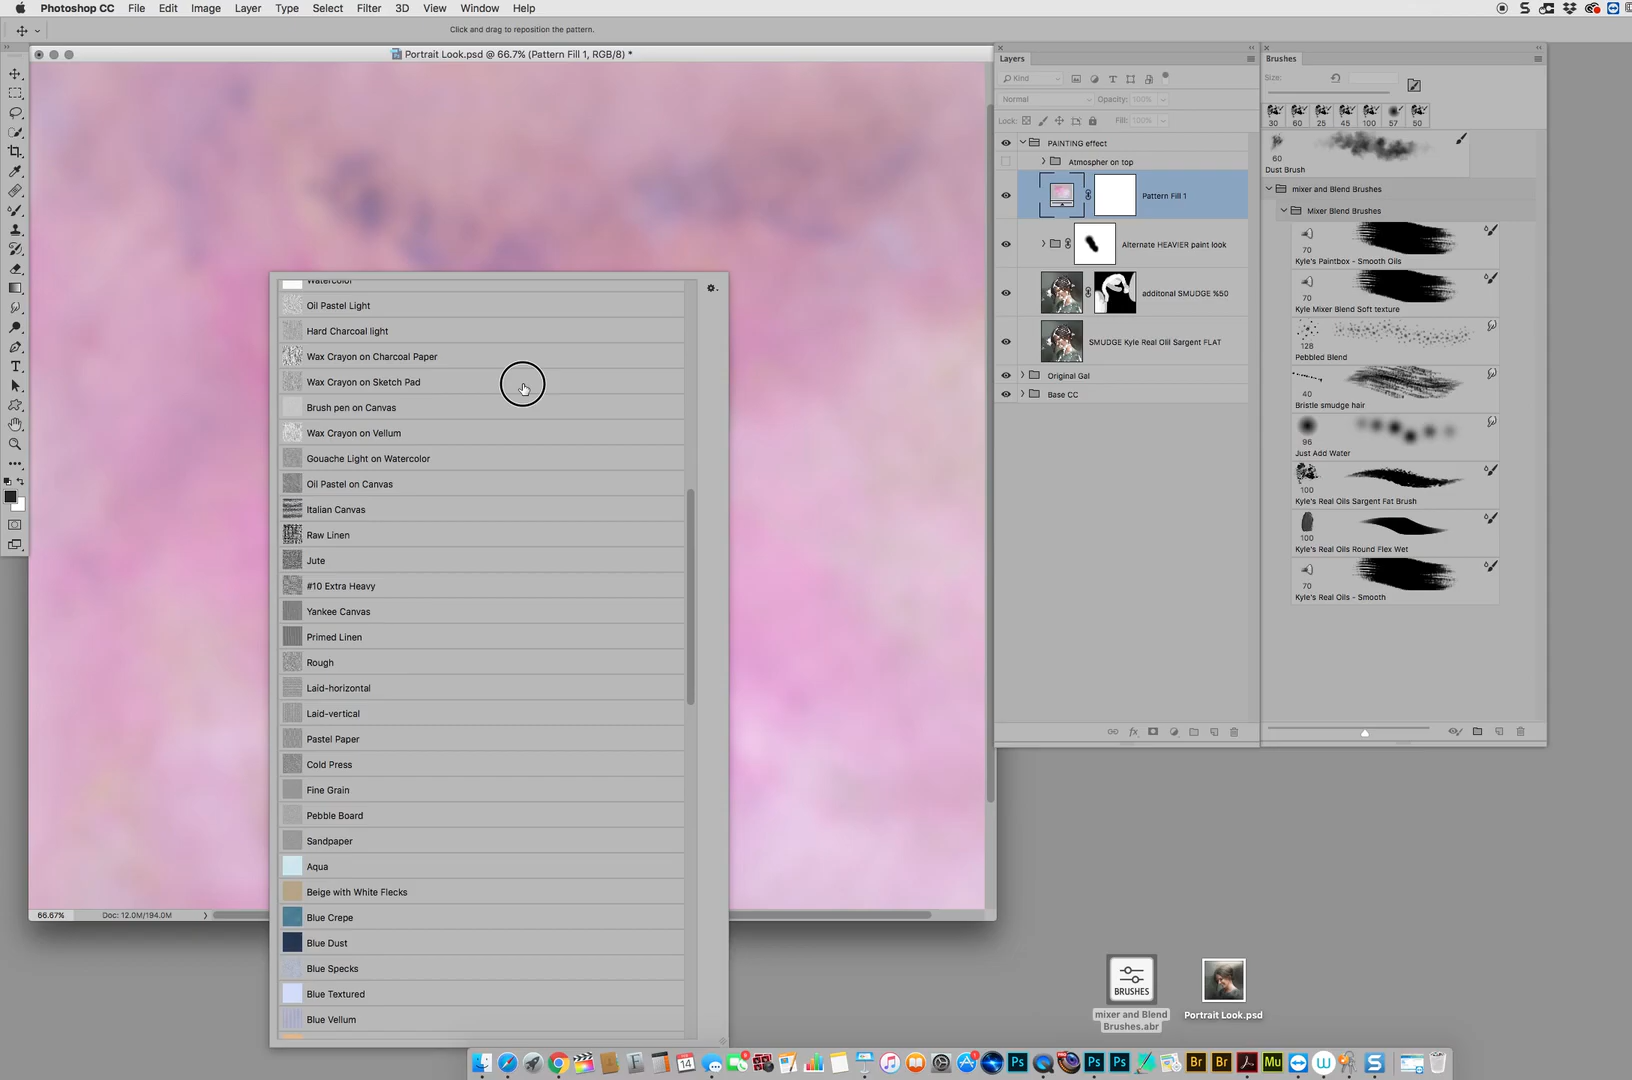 Photoshop CC File Edit Image Layer Type Select Filter 3D View Window Help
Click and drag to reposition the pattern.
Portrait Look.psd @ 66.7% (Pattern Fill 1, RGB/8) *
Watercolor
Oil Pastel Light
Hard Charcoal light
Wax Crayon on Charcoal Paper
Wax Crayon on Sketch Pad
Brush pen on Canvas
Wax Crayon on Vellum
Gouache Light on Watercolor
Oil Pastel on Canvas
Italian Canvas
Raw Linen
Jute
#10 Extra Heavy
Yankee Canvas
Primed Linen
Rough
Laid-horizontal
Laid-vertical
Pastel Paper
Cold Press
Fine Grain
Pebble Board
Sandpaper
Aqua
Beige with White Flecks
Blue Crepe
Blue Dust
Blue Specks
Blue Textured
Blue Vellum
66.67% Doc: 12.0M/194.0M
Layers
Kind
Normal Opacity: 100%
Lock: Fill: 100%
PAINTING effect
Atmospher on top
Pattern Fill 1
Alternate HEAVIER paint look
additonal SMUDGE %50
SMUDGE Kyle Real Oilil Sargent FLAT
Original Gal
Base CC
Brushes
Size:
30 60 25 45 100 57 50
60
Dust Brush
mixer and Blend Brushes
Mixer Blend Brushes
70
Kyle's Paintbox - Smooth Oils
70
Kyle Mixer Blend Soft texture
128
Pebbled Blend
40
Bristle smudge hair
96
Just Add Water
100
Kyle's Real Oils Sargent Fat Brush
100
Kyle's Real Oils Round Flex Wet
70
Kyle's Real Oils - Smooth
BRUSHES
mixer and Blend
Brushes.abr
Portrait Look.psd
14
Ps Ps Ps Br Br Mu W S